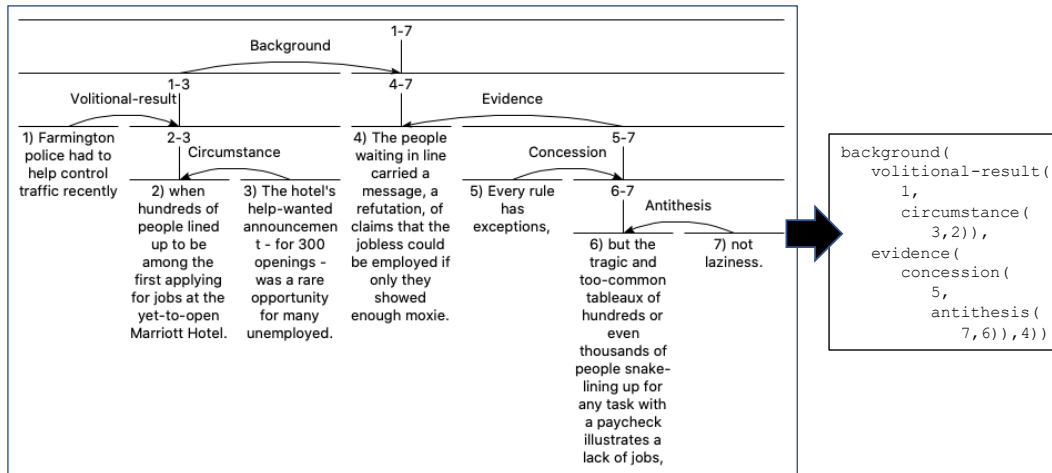 1-7
Background
1-3
4-7
Volitional-result
Evidence
1) Farmington
police had to
help control
traffic recently
2-3
Circumstance
2) when
hundreds of
people lined
up to be
among the
first applying
for jobs at the
yet-to-open
Marriott Hotel.
3) The hotel's
help-wanted
announcemen
t - for 300
openings -
was a rare
opportunity
for many
unemployed.
4) The people
waiting in line
carried a
message, a
refutation, of
claims that the
jobless could
be employed if
only they
showed
enough moxie.
5-7
Concession
5) Every rule
has
exceptions,
6-7
Antithesis
6) but the
tragic and
too-common
tableaux of
hundreds or
even
thousands of
people snake-
lining up for
any task with
a paycheck
illustrates a
lack of jobs,
7) not
laziness.
background(
volitional-result(
1,
circumstance(
3,2)),
evidence(
concession(
5,
antithesis(
7,6)),4))